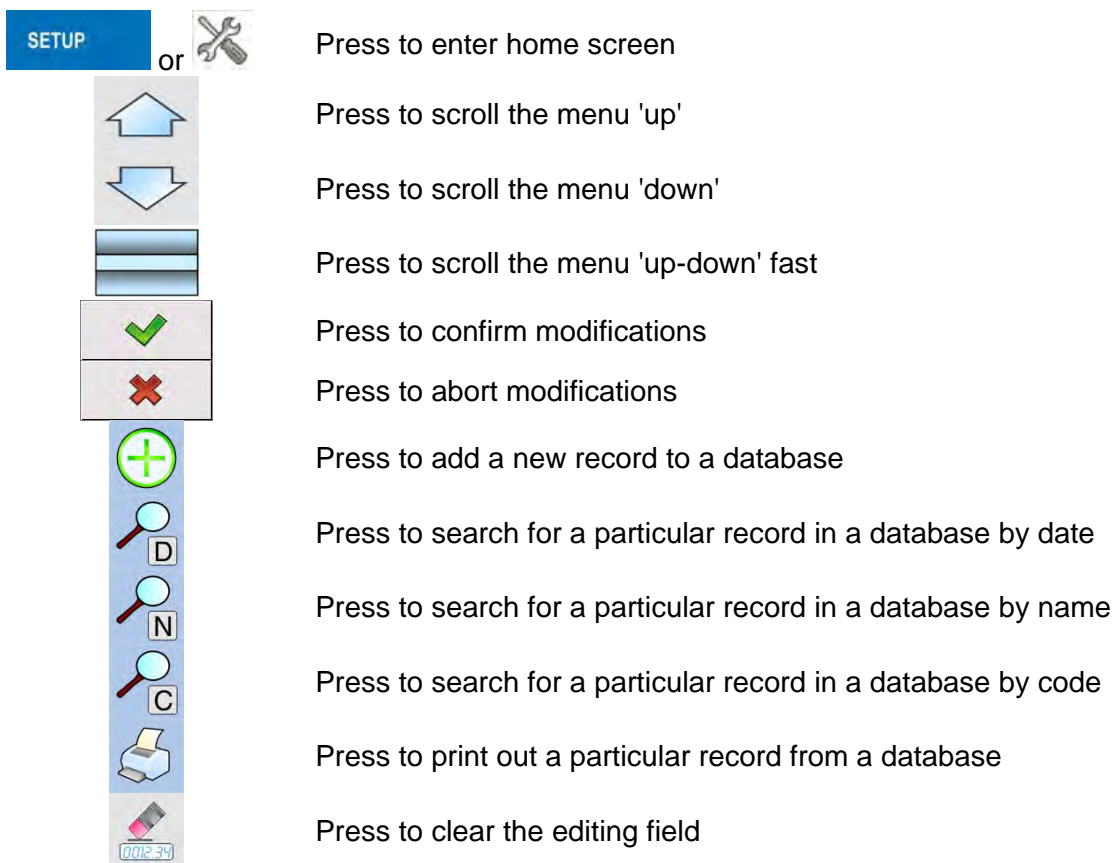 SETUP or Press to enter home screen
Press to scroll the menu 'up'
Press to scroll the menu 'down'
Press to scroll the menu 'up-down' fast
Press to confirm modifications
Press to abort modifications
Press to add a new record to a database
D Press to search for a particular record in a database by date
N Press to search for a particular record in a database by name
C Press to search for a particular record in a database by code
Press to print out a particular record from a database
Press to clear the editing field
0012.34